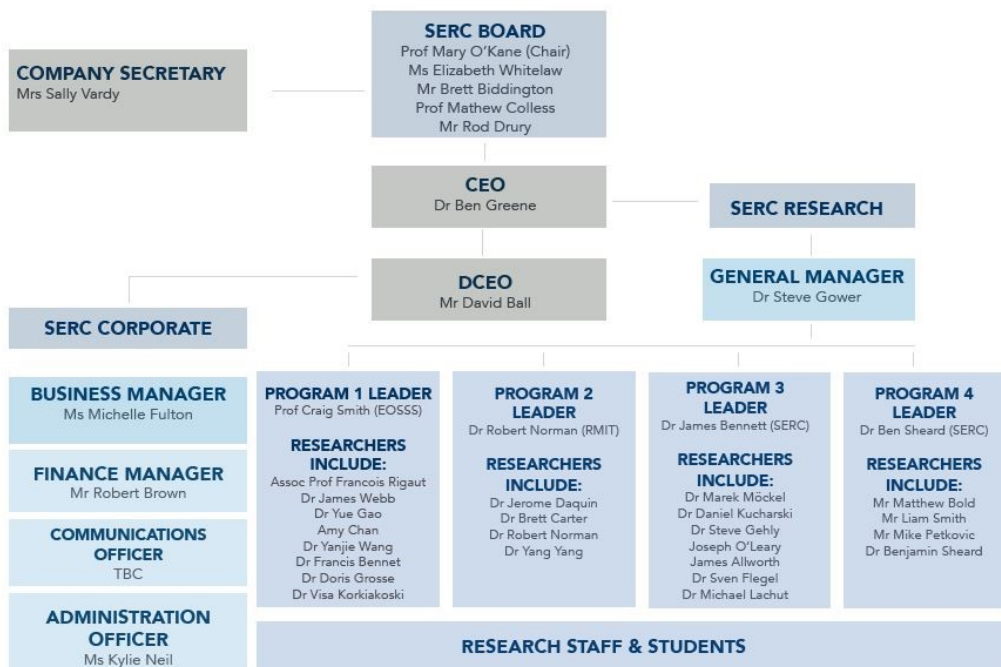 SERC BOARD
Prof Mary O'Kane (Chair)
Ms Elizabeth Whitelaw
Mr Brett Biddington
Prof Mathew Colless
Mr Rod Drury
COMPANY SECRETARY
Mrs Sally Vardy
CEO
Dr Ben Greene
SERC RESEARCH
DCEO
Mr David Ball
GENERAL MANAGER
Dr Steve Gower
SERC CORPORATE
BUSINESS MANAGER
Ms Michelle Fulton
FINANCE MANAGER
Mr Robert Brown
COMMUNICATIONS
OFFICER
TBC
ADMINISTRATION
OFFICER
Ms Kylie Neil
PROGRAM 1 LEADER
Prof Craig Smith (EOSSS)
RESEARCHERS
INCLUDE:
Assoc Prof Francois Rigaut
Dr James Webb
Dr Yue Gao
Amy Chan
Dr Yanjie Wang
Dr Francis Bennet
Dr Doris Grosse
Dr Visa Korkiakoski
PROGRAM 2
LEADER
Dr Robert Norman (RMIT)
RESEARCHERS
INCLUDE:
Dr Jerome Daquin
Dr Brett Carter
Dr Robert Norman
Dr Yang Yang
PROGRAM 3
LEADER
Dr James Bennett (SERC)
RESEARCHERS
INCLUDE:
Dr Marek Möckel
Dr Daniel Kucharski
Dr Steve Gehly
Joseph O'Leary
James Allworth
Dr Sven Flegel
Dr Michael Lachut
PROGRAM 4
LEADER
Dr Ben Sheard (SERC)
RESEARCHERS
INCLUDE:
Mr Matthew Bold
Mr Liam Smith
Mr Mike Petkovic
Dr Benjamin Sheard
RESEARCH STAFF & STUDENTS